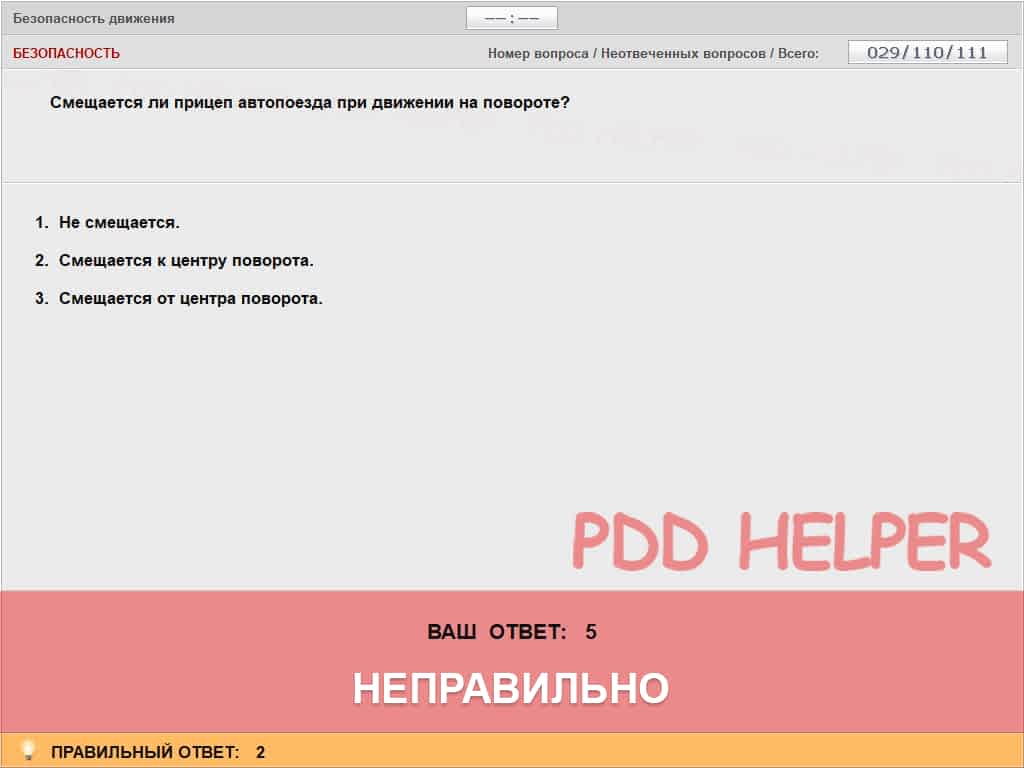 Безопасность движения
-- : --
БЕЗОПАСНОСТЬ
Номер вопроса / Неотвеченных вопросов / Всего:
029/110/111
Смещается ли прицеп автопоезда при движении на повороте?
1. Не смещается.
2. Смещается к центру поворота.
3. Смещается от центра поворота.
PDD HELPER
ВАШ ОТВЕТ: 5
НЕПРАВИЛЬНО
ПРАВИЛЬНЫЙ ОТВЕТ: 2